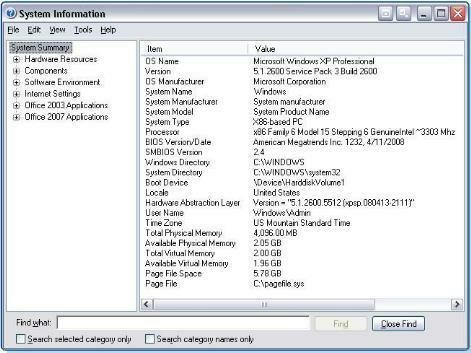 System Information
File Edit View Tools Help
System Summary
Hardware Resources
Components
Software Environment
Internet Settings
Office 2003 Applications
Office 2007 Applications
Item Value
OS Name Microsoft Windows XP Professional
Version 5.1.2600 Service Pack 3 Build 2600
OS Manufacturer Microsoft Corporation
System Name Windows
System Manufacturer System manufacturer
System Model System Product Name
System Type X86-based PC
Processor x86 Family 6 Model 15 Stepping 6 GenuineIntel ~3303 Mhz
BIOS Version/Date American Megatrends Inc. 1232, 4/11/2008
SMBIOS Version 2.4
Windows Directory C:\WINDOWS
System Directory C:\WINDOWS\system32
Boot Device \Device\HarddiskVolume1
Locale United States
Hardware Abstraction Layer Version = "5.1.2600.5512 (xpsp.080413-2111)"
User Name Windows\Admin
Time Zone US Mountain Standard Time
Total Physical Memory 4,096.00 MB
Available Physical Memory 2.05 GB
Total Virtual Memory 2.00 GB
Available Virtual Memory 1.96 GB
Page File Space 5.78 GB
Page File C:\pagefile.sys
Find what: Find Close Find
Search selected category only Search category names only